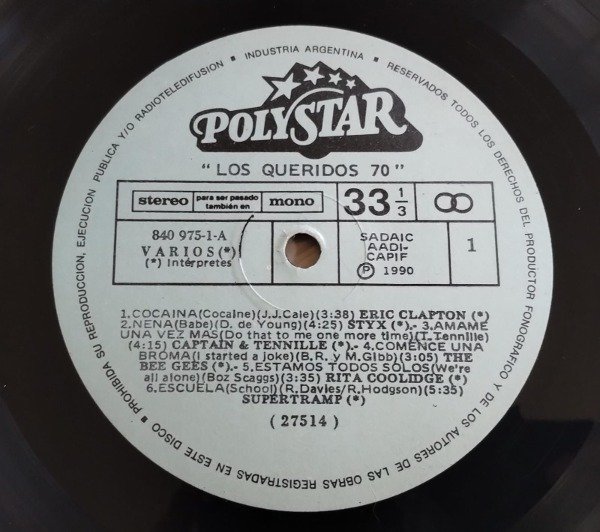 INDUSTRIA ARGENTINA • RESERVADOS TODOS LOS DERECHOS DEL PRODUCTOR FONOGRAFICO Y DE LOS AUTORES DE LAS OBRAS REGISTRADAS EN ESTE DISCO • PROHIBIDA SU REPRODUCCION, EJECUCION PUBLICA Y/O RADIOTELEDIFUSION •
POLYSTAR
" LOS QUERIDOS 70 "
stereo para ser pasado también en mono 33 1/3
840 975-1-A
VARIOS(*)
(*) Intérpretes
SADAIC
AADI-
CAPIF
Ⓟ 1990
1
1.COCAINA(Cocaine)(J.J.Cale)(3:38) ERIC CLAPTON (*)
2.NENA(Babe)(D. de Young)(4:25) STYX (*).- 3.AMAME
UNA VEZ MAS(Do that to me one more time)(T.Tennille)
(4:15) CAPTAIN & TENNILLE (*).- 4.COMENCE UNA
BROMA(I started a joke)(B.R. y M.Gibb)(3:05) THE
BEE GEES (*).- 5.ESTAMOS TODOS SOLOS(We're
all alone)(Boz Scaggs)(3:35) RITA COOLIDGE (*)
6.ESCUELA(School)(R.Davies/R.Hodgson)(5:35)
SUPERTRAMP (*)
(27514)